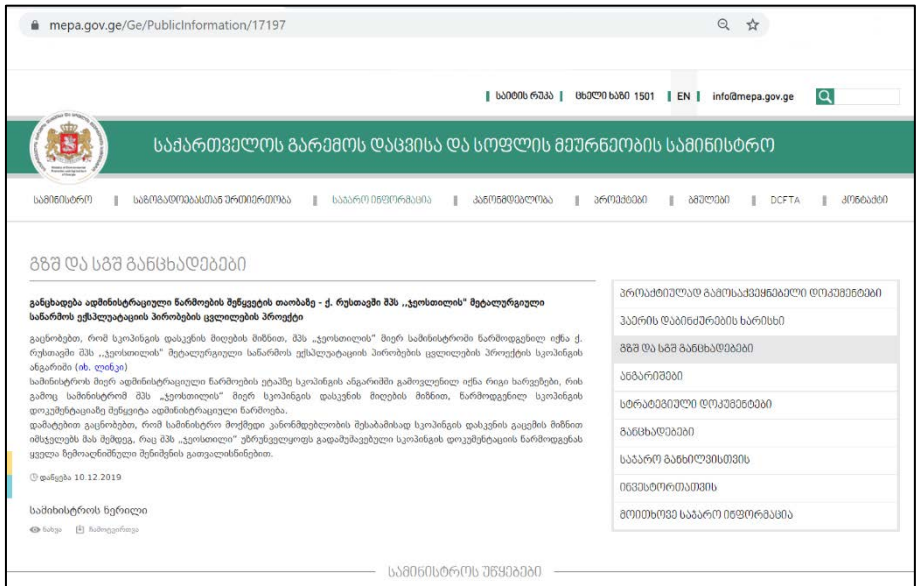 mepa.gov.ge/Ge/PublicInformation/17197
საიტის რუკა
ცხელი ხაზი 1501
EN
info@mepa.gov.ge
საქართველოს გარემოს დაცვისა და სოფლის მეურნეობის სამინისტრო
სამინისტრო
საზოგადოებასთან ურთიერთობა
საჯარო ინფორმაცია
კანონმდებლობა
პროექტები
ბმულები
DCFTA
კონტაქტი
გზშ და სგშ განცხადებები
განცხადება ადმინისტრაციული წარმოების შეწყვეტის თაობაზე - ქ. რუსთავში შპს ,,ჯეოსთილის" მეტალურგიული
საწარმოს ექსპლუატაციის პირობების ცვლილების პროექტი
გაცნობებთ, რომ სკოპინგის დასკვნის მიღების მიზნით, შპს „ჯეოსთილის" მიერ სამინისტროში წარმოდგენილ იქნა ქ.
რუსთავში შპს ,,ჯეოსთილის" მეტალურგიული საწარმოს ექსპლუატაციის პირობების ცვლილების პროექტის სკოპინგის
ანგარიში (იხ. ლინკი)
სამინისტროს მიერ ადმინისტრაციული წარმოების ეტაპზე სკოპინგის ანგარიშში გამოვლენილ იქნა რიგი ხარვეზები, რის
გამოც სამინისტრომ შპს „ჯეოსთილის" მიერ სკოპინგის დასკვნის მიღების მიზნით, წარმოდგენილ სკოპინგის
დოკუმენტაციაზე შეწყვიტა ადმინისტრაციული წარმოება.
დამატებით გაცნობებთ, რომ სამინისტრო მოქმედი კანონმდებლობის შესაბამისად სკოპინგის დასკვნის გაცემის მიზნით
იმსჯელებს მას შემდეგ, რაც შპს „ჯეოსთილი" უზრუნველყოფს გადამუშავებული სკოპინგის დოკუმენტაციის წარმოდგენას
ყველა ზემოაღნიშნული შენიშვნის გათვალისწინებით.
დაწყება 10.12.2019
სამინისტროს წერილი
ნახვა
ჩამოტვირთვა
პროაქტიულად გამოსაქვეყნებელი დოკუმენტები
ჰაერის დაბინძურების ხარისხი
გზშ და სგშ განცხადებები
ანგარიშები
სტრატეგიული დოკუმენტები
განცხადებები
საჯარო განხილვისთვის
ინვესტორთათვის
მოითხოვე საჯარო ინფორმაცია
სამინისტროს უწყებები